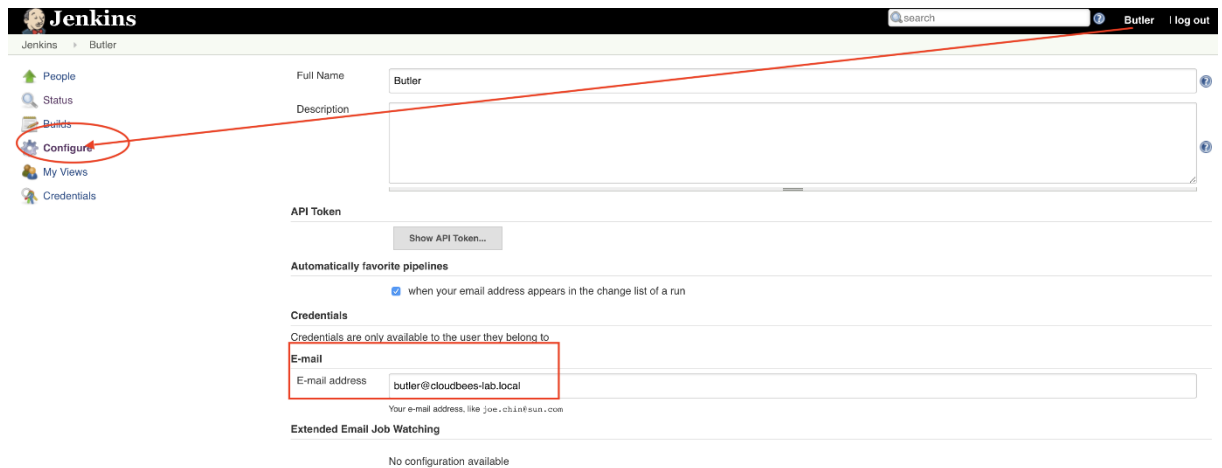 Jenkins
search
Butler | log out
Jenkins Butler
People
Status
Builds
Configure
My Views
Credentials
Full Name
Butler
Description
API Token
Show API Token...
Automatically favorite pipelines
when your email address appears in the change list of a run
Credentials
Credentials are only available to the user they belong to
E-mail
E-mail address
butler@cloudbees-lab.local
Your e-mail address, like joe.chin@sun.com
Extended Email Job Watching
No configuration available